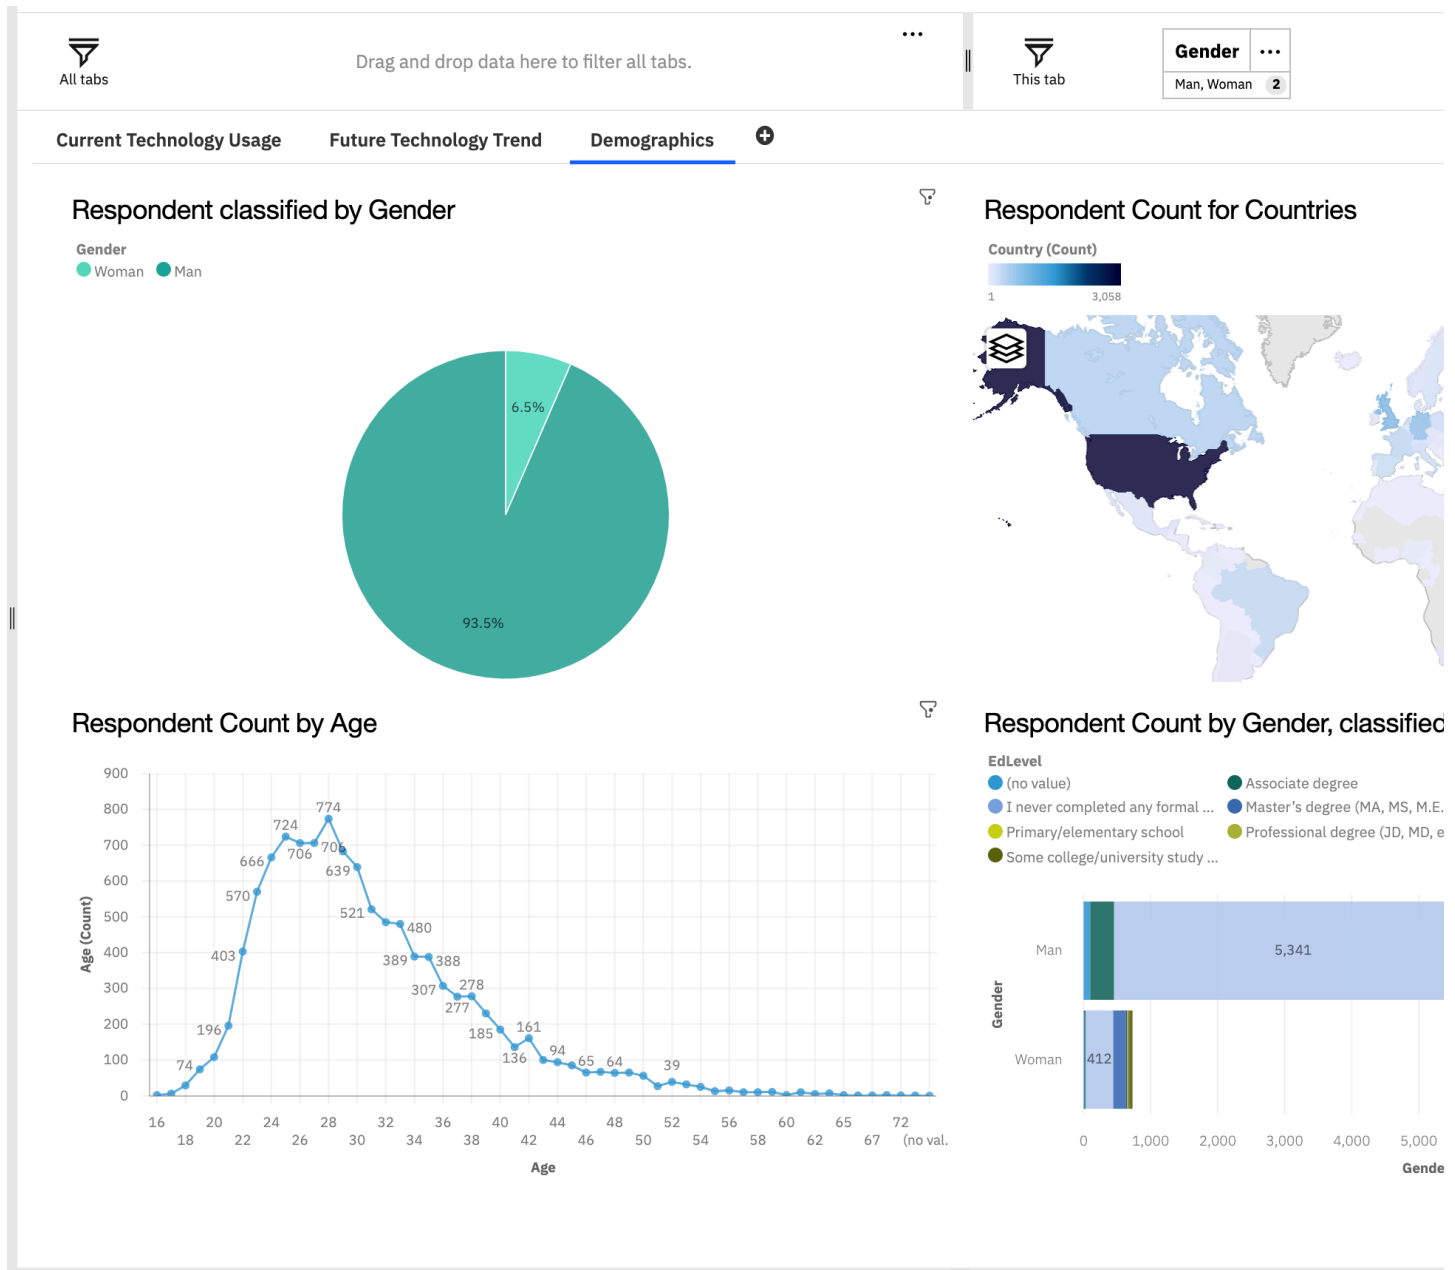 All tabs
Drag and drop data here to filter all tabs.
This tab
Gender
Man, Woman 2
Current Technology Usage
Future Technology Trend
Demographics
Respondent classified by Gender
Gender
Woman Man
6.5%
93.5%
Respondent Count for Countries
Country (Count)
1 3,058
Respondent Count by Age
Age (Count)
900
800
700
600
500
400
300
200
100
0
74
196
403
570
666
724
706
774
706
639
521
480
389
388
307
277
278
185
136
161
94
65
64
39
16 20 24 28 32 36 40 44 48 52 56 60 65 72
18 22 26 30 34 38 42 46 50 54 58 62 67 (no val.
Age
Respondent Count by Gender, classified
EdLevel
(no value) Associate degree
I never completed any formal ... Master’s degree (MA, MS, M.E.
Primary/elementary school Professional degree (JD, MD, e
Some college/university study ...
Gender
Man
5,341
Woman
412
0 1,000 2,000 3,000 4,000 5,000
Gende